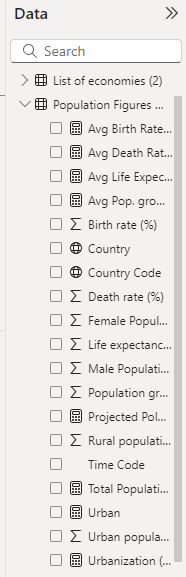 Data
Search
List of economies (2)
Population Figures ...
Avg Birth Rate...
Avg Death Rat...
Avg Life Expec...
Avg Pop. gro...
Birth rate (%)
Country
Country Code
Death rate (%)
Female Popul...
Life expectanc...
Male Populati...
Population gr...
Projected Pol...
Rural populati...
Time Code
Total Populati...
Urban
Urban popula...
Urbanization (...